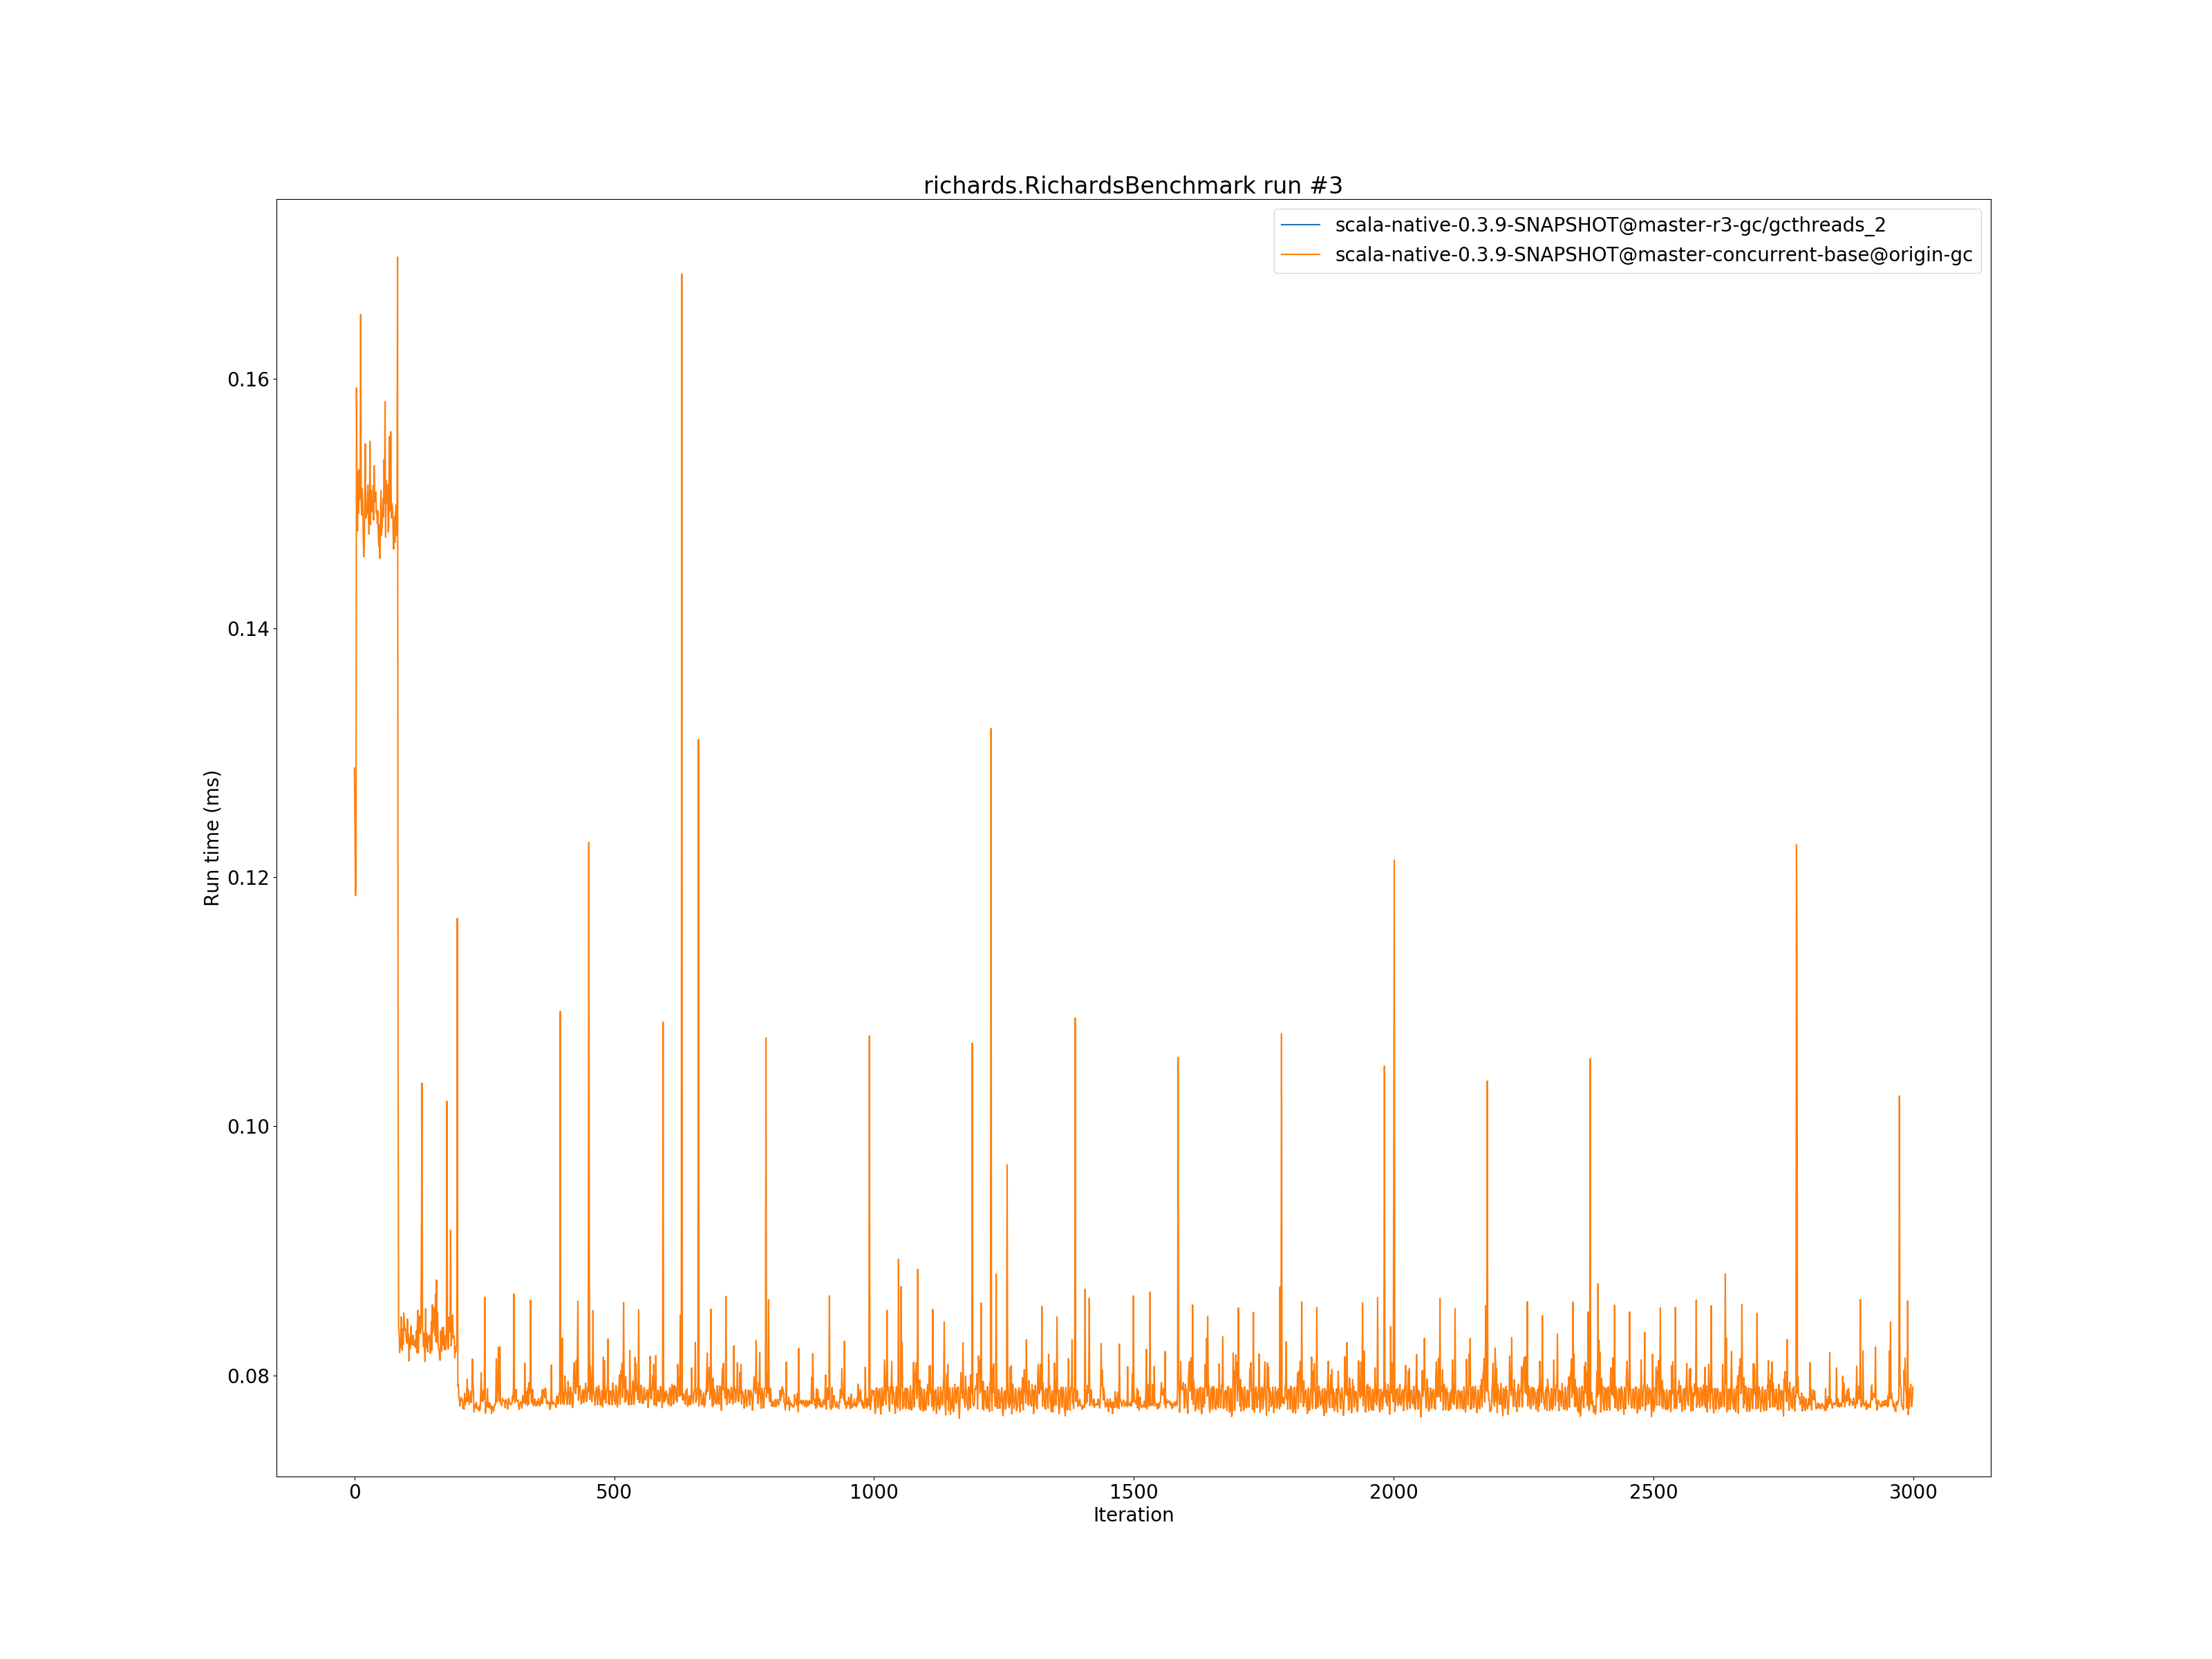 richards.RichardsBenchmark run #3
scala-native-0.3.9-SNAPSHOT@master-r3-gc/gcthreads_2
scala-native-0.3.9-SNAPSHOT@master-concurrent-base@origin-gc
0.16
0.14
0.12
0.10
0.08
Run time (ms)
0 500 1000 1500 2000 2500 3000
Iteration